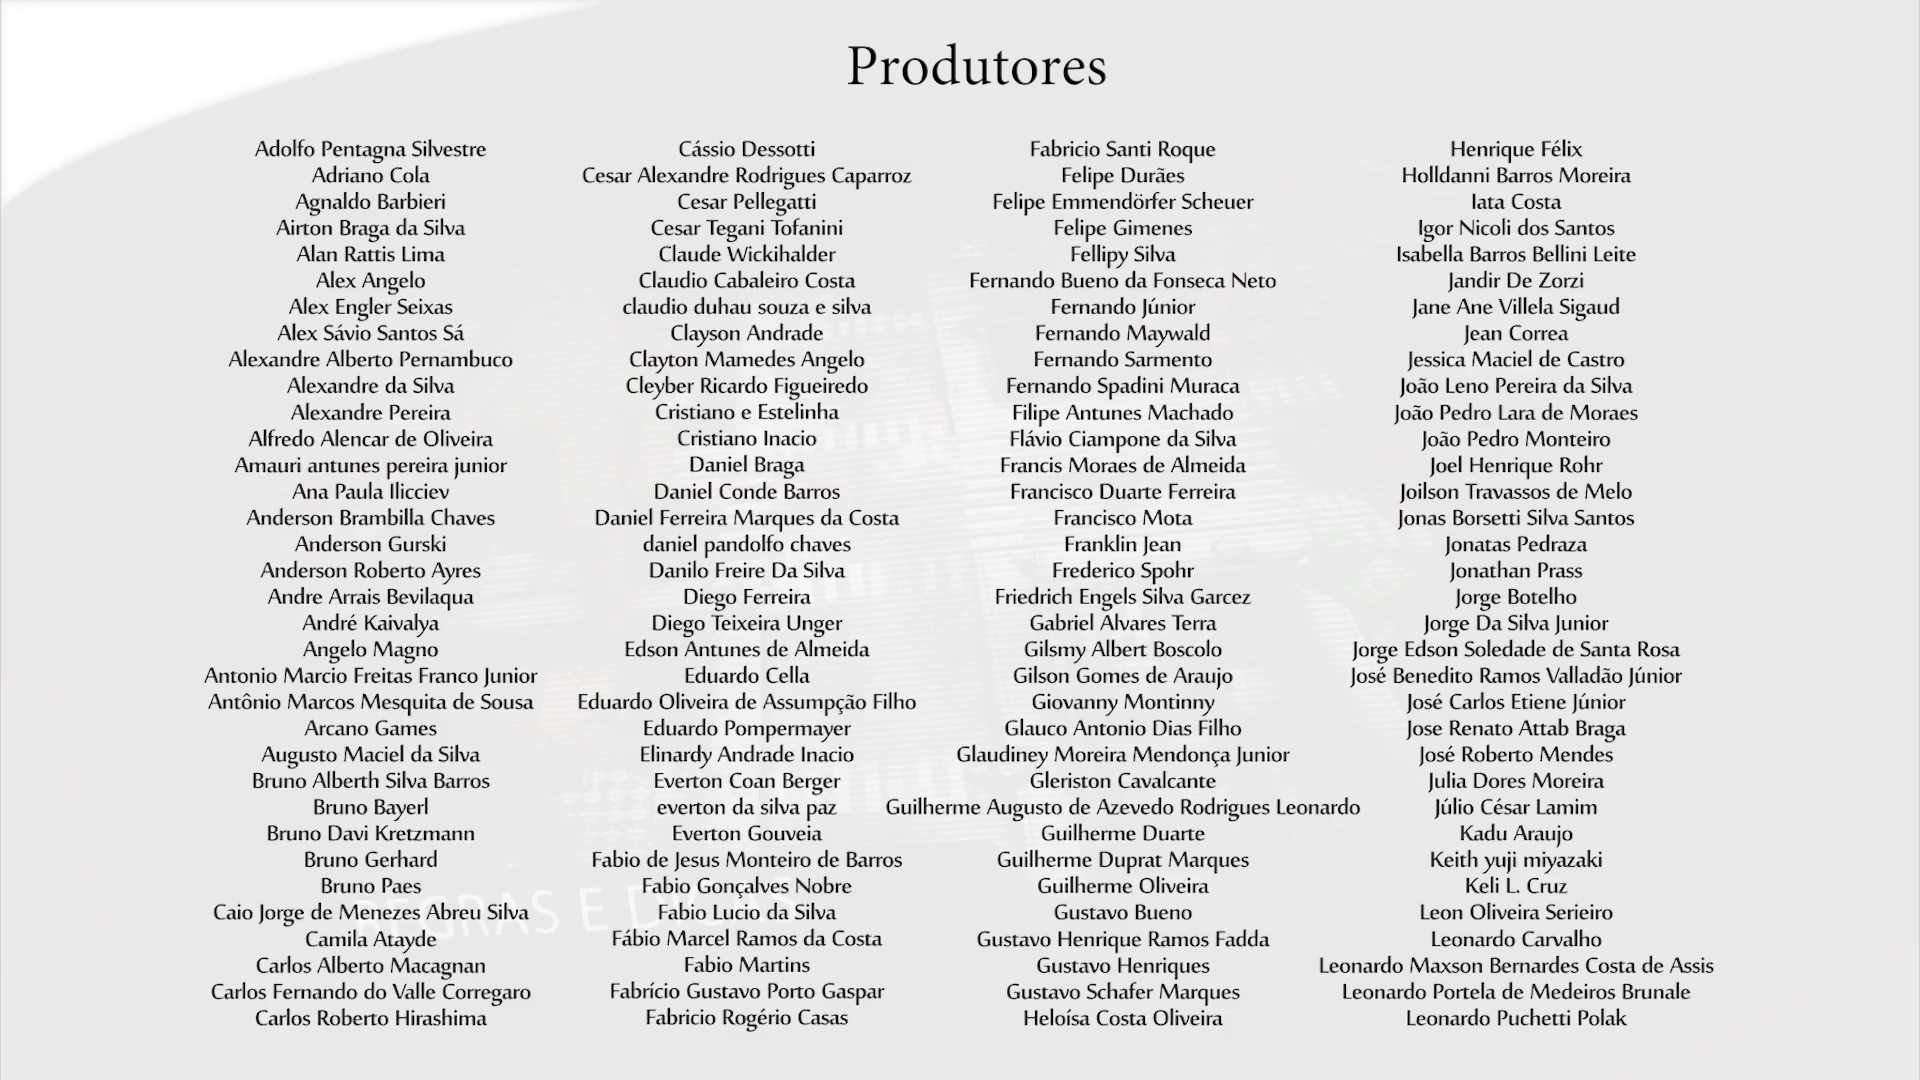 Produtores
Adolfo Pentagna Silvestre
Adriano Cola
Agnaldo Barbieri
Airton Braga da Silva
Alan Rattis Lima
Alex Angelo
Alex Engler Seixas
Alex Sávio Santos Sá
Alexandre Alberto Pernambuco
Alexandre da Silva
Alexandre Pereira
Alfredo Alencar de Oliveira
Amauri antunes pereira junior
Ana Paula Ilicciev
Anderson Brambilla Chaves
Anderson Gurski
Anderson Roberto Ayres
Andre Arrais Bevilaqua
André Kaivalya
Angelo Magno
Antonio Marcio Freitas Franco Junior
Antônio Marcos Mesquita de Sousa
Arcano Games
Augusto Maciel da Silva
Bruno Alberth Silva Barros
Bruno Bayerl
Bruno Davi Kretzmann
Bruno Gerhard
Bruno Paes
Caio Jorge de Menezes Abreu Silva
Camila Atayde
Carlos Alberto Macagnan
Carlos Fernando do Valle Corregaro
Carlos Roberto Hirashima
Cássio Dessotti
Cesar Alexandre Rodrigues Caparroz
Cesar Pellegatti
Cesar Tegani Tofanini
Claude Wickihalder
Claudio Cabaleiro Costa
claudio duhau souza e silva
Clayson Andrade
Clayton Mamedes Angelo
Cleyber Ricardo Figueiredo
Cristiano e Estelinha
Cristiano Inacio
Daniel Braga
Daniel Conde Barros
Daniel Ferreira Marques da Costa
daniel pandolfo chaves
Danilo Freire Da Silva
Diego Ferreira
Diego Teixeira Unger
Edson Antunes de Almeida
Eduardo Cella
Eduardo Oliveira de Assumpção Filho
Eduardo Pompermayer
Elinardy Andrade Inacio
Everton Coan Berger
everton da silva paz
Everton Gouveia
Fabio de Jesus Monteiro de Barros
Fabio Gonçalves Nobre
Fabio Lucio da Silva
Fábio Marcel Ramos da Costa
Fabio Martins
Fabrício Gustavo Porto Gaspar
Fabricio Rogério Casas
Fabricio Santi Roque
Felipe Durães
Felipe Emmendörfer Scheuer
Felipe Gimenes
Fellipy Silva
Fernando Bueno da Fonseca Neto
Fernando Júnior
Fernando Maywald
Fernando Sarmento
Fernando Spadini Muraca
Filipe Antunes Machado
Flávio Ciampone da Silva
Francis Moraes de Almeida
Francisco Duarte Ferreira
Francisco Mota
Franklin Jean
Frederico Spohr
Friedrich Engels Silva Garcez
Gabriel Alvares Terra
Gilsmy Albert Boscolo
Gilson Gomes de Araujo
Giovanny Montinny
Glauco Antonio Dias Filho
Glaudiney Moreira Mendonça Junior
Gleriston Cavalcante
Guilherme Augusto de Azevedo Rodrigues Leonardo
Guilherme Duarte
Guilherme Duprat Marques
Guilherme Oliveira
Gustavo Bueno
Gustavo Henrique Ramos Fadda
Gustavo Henriques
Gustavo Schafer Marques
Heloísa Costa Oliveira
Henrique Félix
Holldanni Barros Moreira
Iata Costa
Igor Nicoli dos Santos
Isabella Barros Bellini Leite
Jandir De Zorzi
Jane Ane Villela Sigaud
Jean Correa
Jessica Maciel de Castro
João Leno Pereira da Silva
João Pedro Lara de Moraes
João Pedro Monteiro
Joel Henrique Rohr
Joilson Travassos de Melo
Jonas Borsetti Silva Santos
Jonatas Pedraza
Jonathan Prass
Jorge Botelho
Jorge Da Silva Junior
Jorge Edson Soledade de Santa Rosa
José Benedito Ramos Valladão Júnior
José Carlos Etiene Júnior
Jose Renato Attab Braga
José Roberto Mendes
Julia Dores Moreira
Júlio César Lamim
Kadu Araujo
Keith yuji miyazaki
Keli L. Cruz
Leon Oliveira Serieiro
Leonardo Carvalho
Leonardo Maxson Bernardes Costa de Assis
Leonardo Portela de Medeiros Brunale
Leonardo Puchetti Polak
REGRAS E DICAS